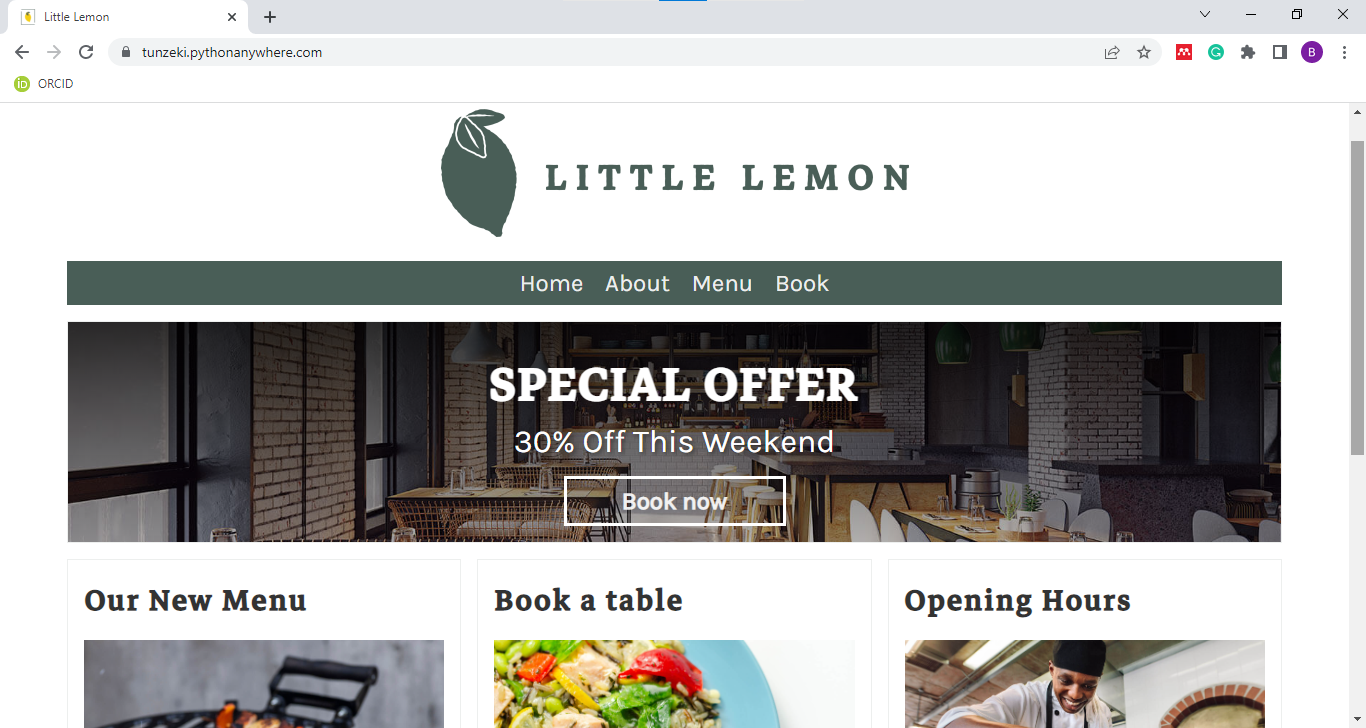 Little Lemon
tunzeki.pythonanywhere.com
B
ORCID
LITTLE LEMON
Home About Menu Book
SPECIAL OFFER
30% Off This Weekend
Book now
Our New Menu
Book a table
Opening Hours